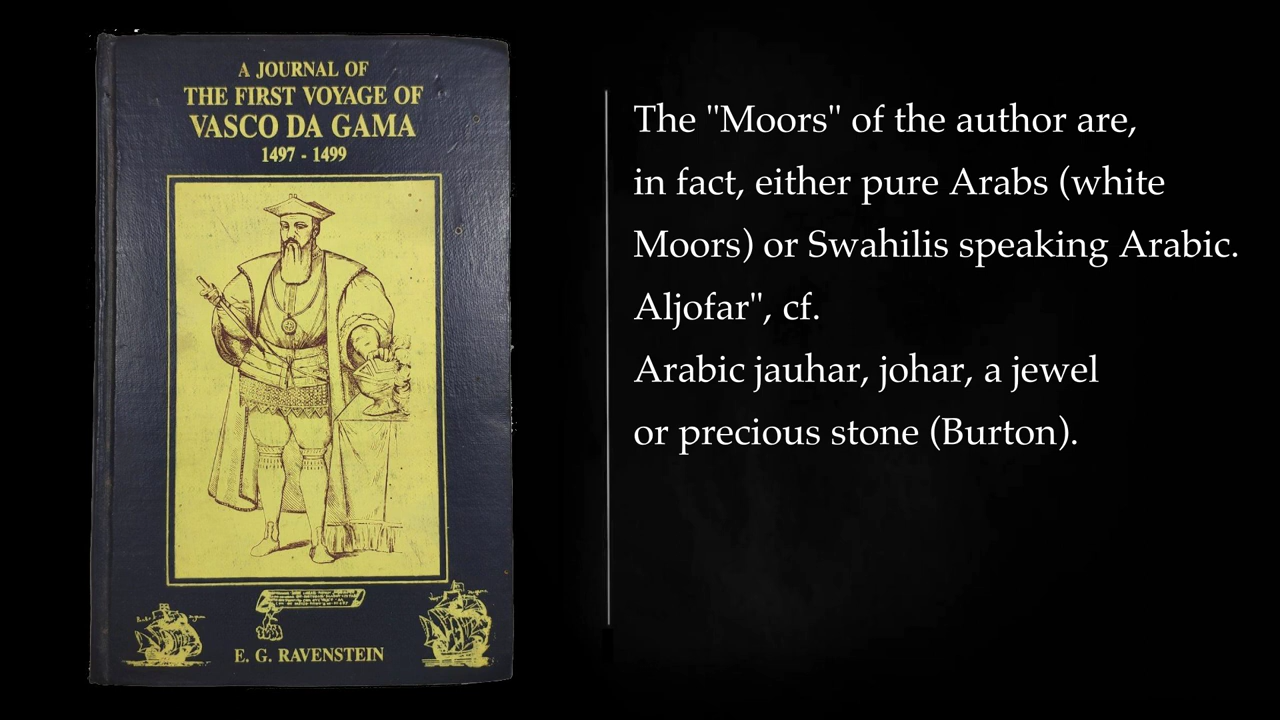 A JOURNAL OF
THE FIRST VOYAGE OF
VASCO DA GAMA
1497 - 1499
E. G. RAVENSTEIN
The "Moors" of the author are,
in fact, either pure Arabs (white
Moors) or Swahilis speaking Arabic.
Aljofar", cf.
Arabic jauhar, johar, a jewel
or precious stone (Burton).